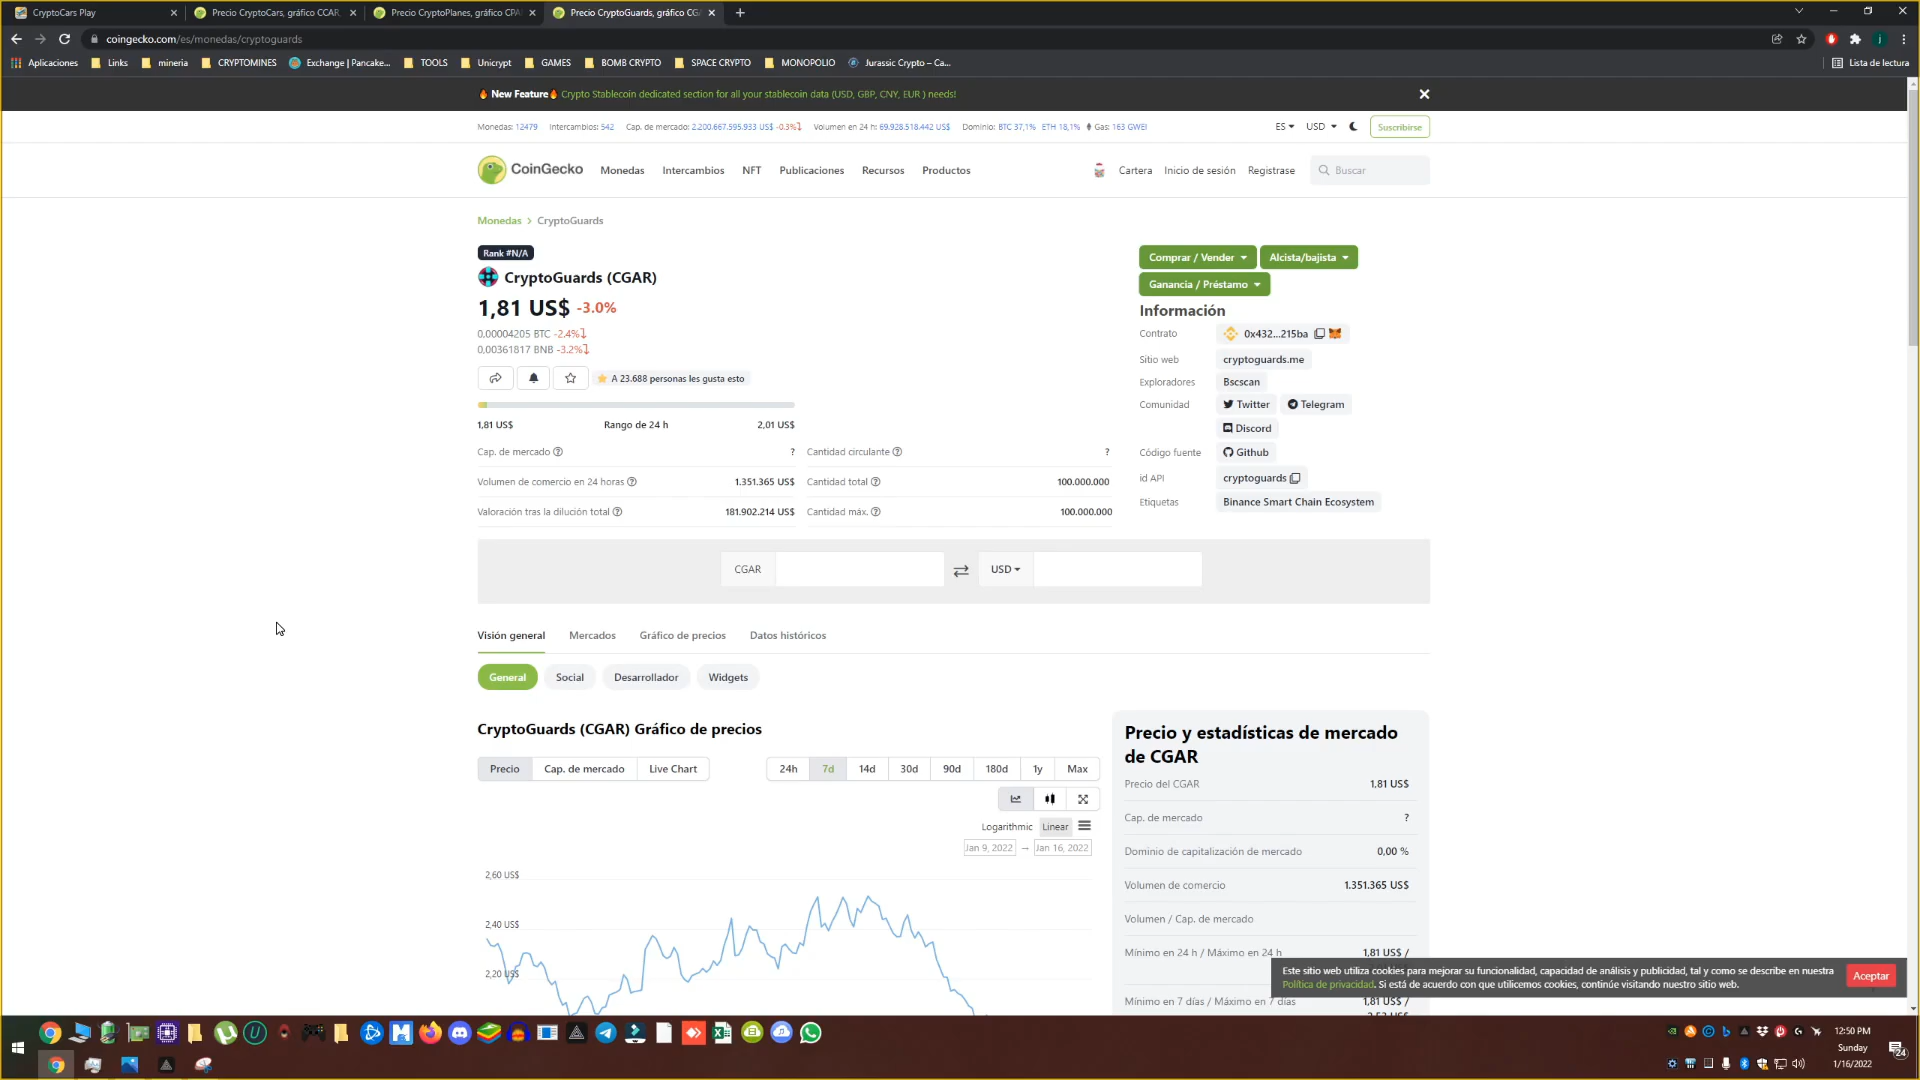 CryptoCars Play
Precio CryptoCars, gráfico CCAR,
Precio CryptoPlanes, gráfico CPA
Precio CryptoGuards, gráfico CG
coingecko.com/es/monedas/cryptoguards
Aplicaciones Links mineria CRYPTOMINES Exchange | Pancake... TOOLS Unicrypt GAMES BOMB CRYPTO SPACE CRYPTO MONOPOLIO Jurassic Crypto – Ca... Lista de lectura
🔥 New Feature🔥 Crypto Stablecoin dedicated section for all your stablecoin data (USD, GBP, CNY, EUR ) needs!
Monedas: 12479 Intercambios: 542 Cap. de mercado: 2.200.667.595.933 US$ -0.3% Volumen en 24 h: 69.928.518.442 US$ Dominio: BTC 37,1% ETH 18,1% Gas: 163 GWEI ES USD Suscribirse
CoinGecko Monedas Intercambios NFT Publicaciones Recursos Productos Cartera Inicio de sesión Registrase Buscar
Monedas > CryptoGuards
Rank #N/A
CryptoGuards (CGAR)
1,81 US$ -3.0%
0,00004205 BTC -2.4%
0,00361817 BNB -3.2%
A 23.688 personas les gusta esto
1,81 US$ Rango de 24 h 2,01 US$
Cap. de mercado ? ?
Cantidad circulante ? ?
Volumen de comercio en 24 horas ? 1.351.365 US$
Cantidad total ? 100.000.000
Valoración tras la dilución total ? 181.902.214 US$
Cantidad máx. ? 100.000.000
Comprar / Vender Alcista/bajista
Ganancia / Préstamo
Información
Contrato 0x432...215ba
Sitio web cryptoguards.me
Exploradores Bscscan
Comunidad Twitter Telegram
Discord
Código fuente Github
id API cryptoguards
Etiquetas Binance Smart Chain Ecosystem
CGAR USD
Visión general Mercados Gráfico de precios Datos históricos
General Social Desarrollador Widgets
CryptoGuards (CGAR) Gráfico de precios
Precio Cap. de mercado Live Chart 24h 7d 14d 30d 90d 180d 1y Max
Logarithmic Linear
Jan 9, 2022 → Jan 16, 2022
2,60 US$
2,40 US$
2,20 US$
Precio y estadísticas de mercado
de CGAR
Precio del CGAR 1,81 US$
Cap. de mercado ?
Dominio de capitalización de mercado 0,00 %
Volumen de comercio 1.351.365 US$
Volumen / Cap. de mercado
Mínimo en 24 h / Máximo en 24 h 1,81 US$ /
Mínimo en 7 días / Máximo en 7 días 1,81 US$ /
Este sitio web utiliza cookies para mejorar su funcionalidad, capacidad de análisis y publicidad, tal y como se describe en nuestra
Política de privacidad. Si está de acuerdo con que utilicemos cookies, continúe visitando nuestro sitio web.
Aceptar
12:50 PM
Sunday
1/16/2022
24